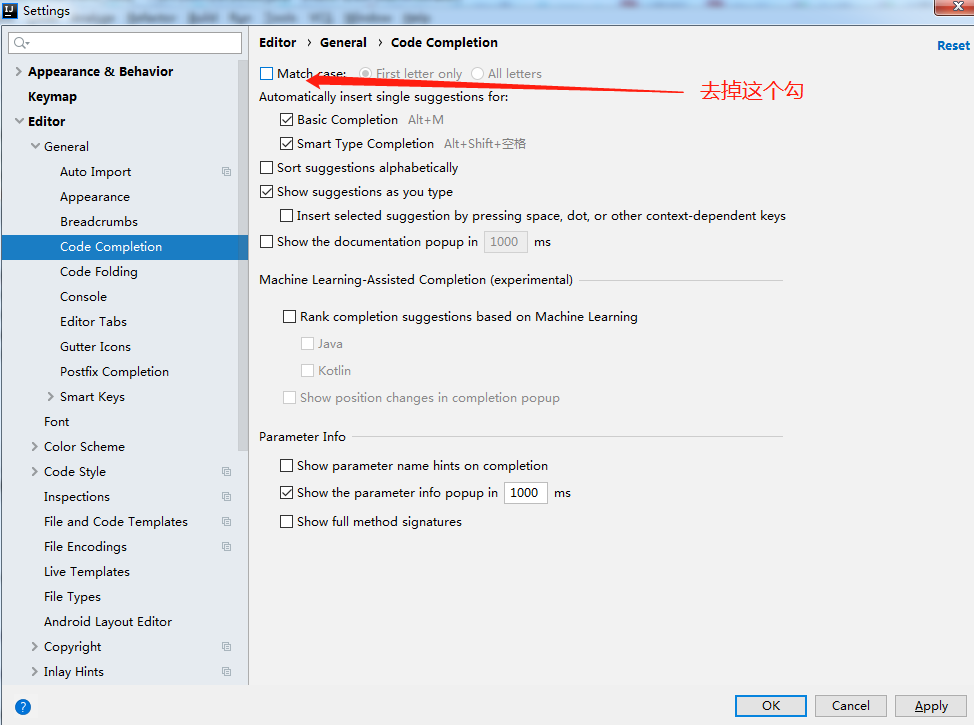 Settings
Editor › General › Code Completion
Reset
Match case: First letter only All letters
去掉这个勾
Automatically insert single suggestions for:
Basic Completion Alt+M
Smart Type Completion Alt+Shift+空格
Sort suggestions alphabetically
Show suggestions as you type
Insert selected suggestion by pressing space, dot, or other context-dependent keys
Show the documentation popup in 1000 ms
Machine Learning-Assisted Completion (experimental)
Rank completion suggestions based on Machine Learning
Java
Kotlin
Show position changes in completion popup
Parameter Info
Show parameter name hints on completion
Show the parameter info popup in 1000 ms
Show full method signatures
Appearance & Behavior
Keymap
Editor
General
Auto Import
Appearance
Breadcrumbs
Code Completion
Code Folding
Console
Editor Tabs
Gutter Icons
Postfix Completion
Smart Keys
Font
Color Scheme
Code Style
Inspections
File and Code Templates
File Encodings
Live Templates
File Types
Android Layout Editor
Copyright
Inlay Hints
?
OK Cancel Apply